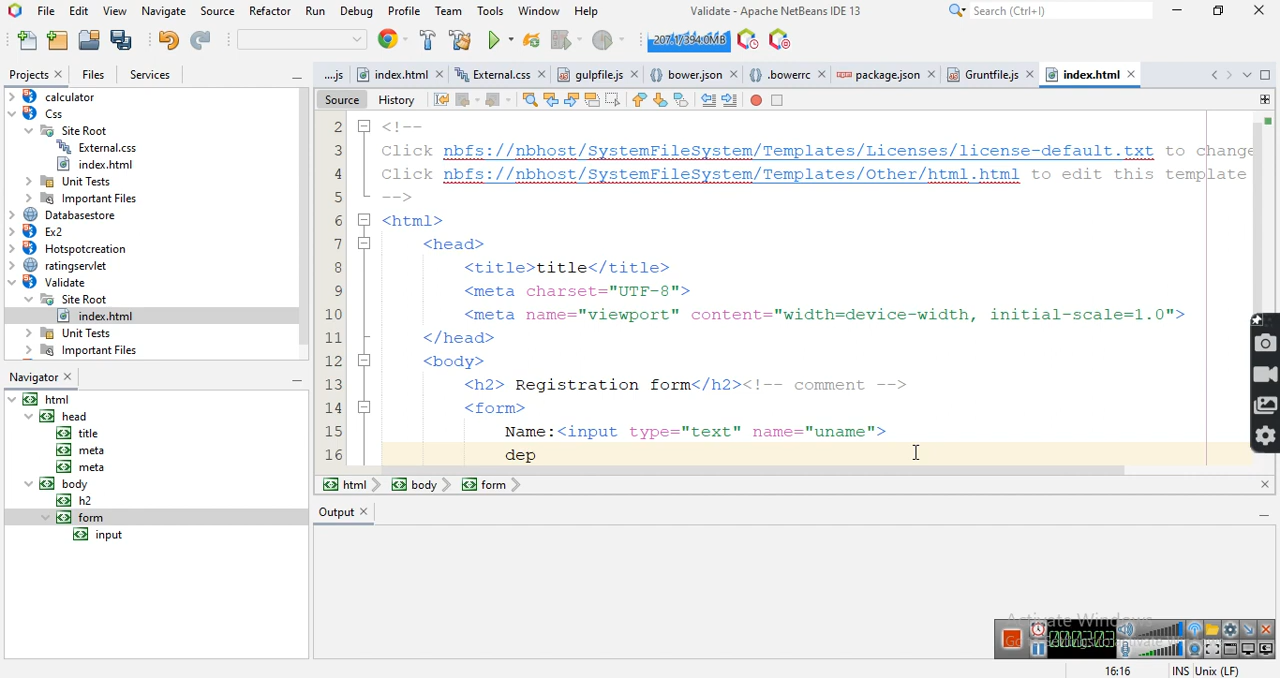 File Edit View Navigate Source Refactor Run Debug Profile Team Tools Window Help Validate - Apache NetBeans IDE 13 Search (Ctrl+I)
207.1/394.0MB
Projects Files Services
calculator
Css
Site Root
External.css
index.html
Unit Tests
Important Files
Databasestore
Ex2
Hotspotcreation
ratingservlet
Validate
Site Root
index.html
Unit Tests
Important Files
Navigator
html
head
title
meta
meta
body
h2
form
input
...js index.html External.css gulpfile.js bower.json .bowerrc package.json Gruntfile.js index.html
Source History
2 <!--
3 Click nbfs://nbhost/SystemFileSystem/Templates/Licenses/license-default.txt to change
4 Click nbfs://nbhost/SystemFileSystem/Templates/Other/html.html to edit this template
5 -->
6 <html>
7 <head>
8 <title>title</title>
9 <meta charset="UTF-8">
10 <meta name="viewport" content="width=device-width, initial-scale=1.0">
11 </head>
12 <body>
13 <h2> Registration form</h2><!-- comment -->
14 <form>
15 Name:<input type="text" name="uname">
16 dep
html body form
Output
Activate Windows
16:16 INS Unix (LF)